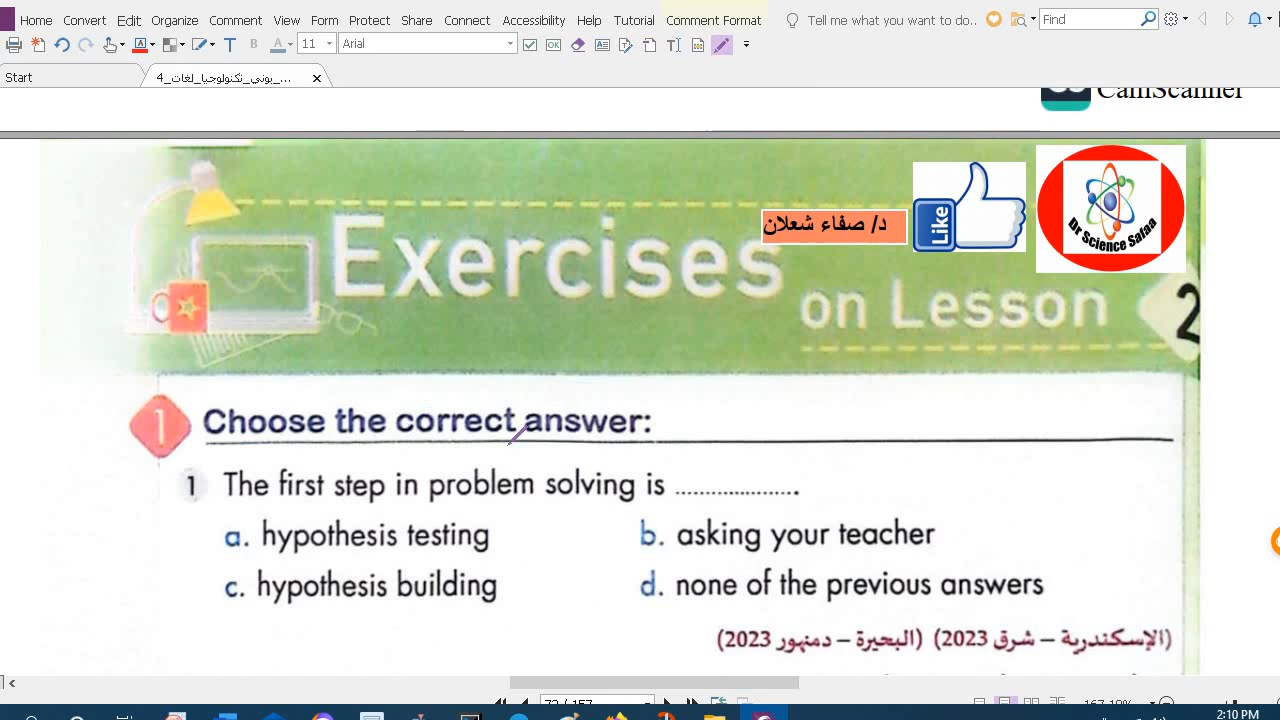 Home Convert Edit Organize Comment View Form Protect Share Connect Accessibility Help Tutorial Comment Format Tell me what you want to do.. Find
11 Arial
Start 4_بوني_تكنولوجيا_لغات_...
CamScanner
Exercises
on Lesson 2
د/ صفاء شعلان
Like
Dr Science Safaa
1 Choose the correct answer:
1 The first step in problem solving is ....................
a. hypothesis testing b. asking your teacher
c. hypothesis building d. none of the previous answers
(الإسكندرية – شرق 2023) (البحيرة – دمنهور 2023)
72 / 157
2:10 PM